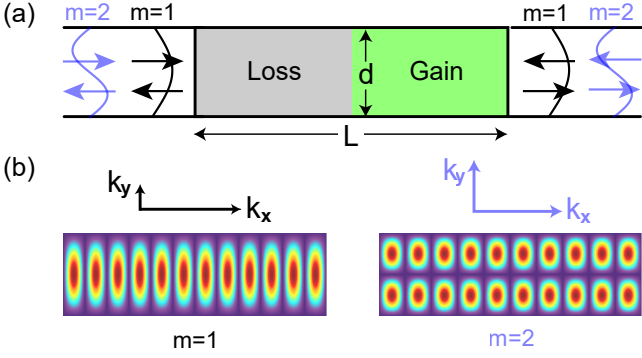 (a)
m=2 m=1 m=1 m=2
Loss d Gain
L
(b)
ky kx ky kx
m=1 m=2